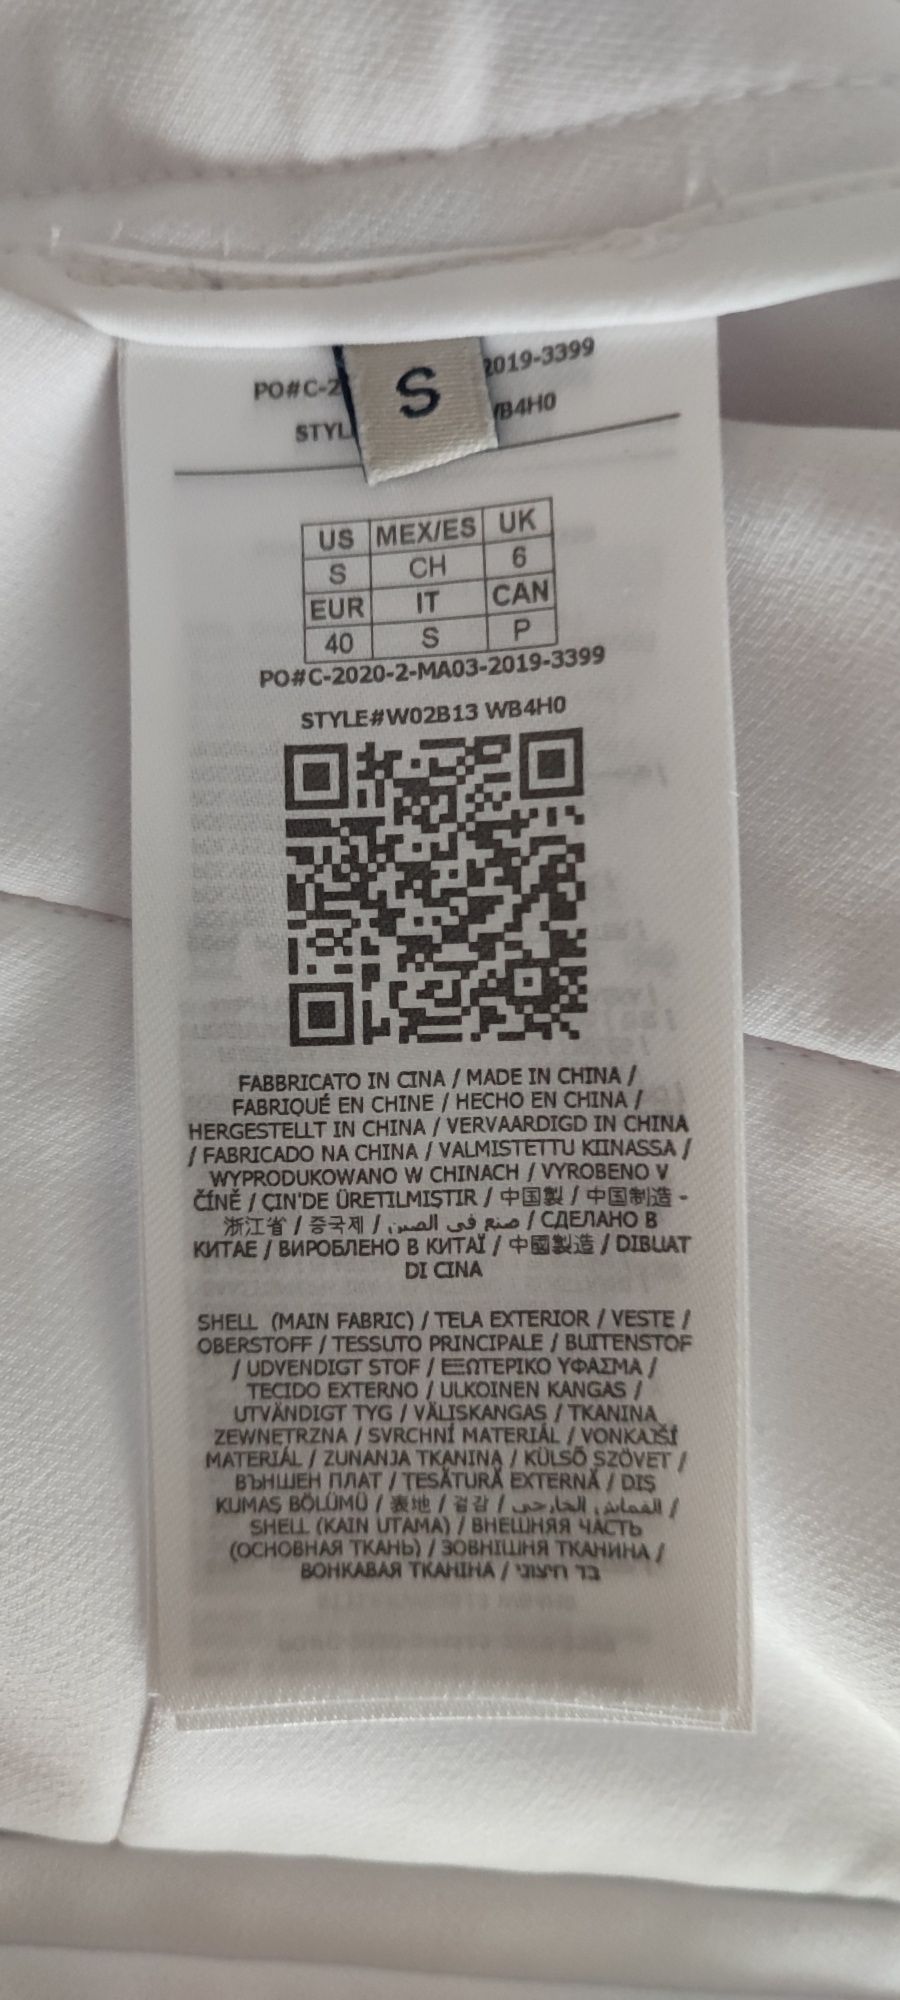 PO#C-2 2019-3399
S
STYL WB4H0
US MEX/ES UK
S CH 6
EUR IT CAN
40 S P
PO#C-2020-2-MA03-2019-3399
STYLE#W02B13 WB4H0
FABBRICATO IN CINA / MADE IN CHINA /
FABRIQUÉ EN CHINE / HECHO EN CHINA /
HERGESTELLT IN CHINA / VERVAARDIGD IN CHINA
/ FABRICADO NA CHINA / VALMISTETTU KIINASSA /
WYPRODUKOWANO W CHINACH / VYROBENO V
ČÍNĚ / ÇIN'DE ÜRETILMIŞTIR / 中国製 / 中国制造 -
浙江省 / 중국제 / صنع في الصين / СДЕЛАНО В
КИТАЕ / ВИРОБЛЕНО В КИТАЇ / 中國製造 / DIBUAT
DI CINA
SHELL (MAIN FABRIC) / TELA EXTERIOR / VESTE /
OBERSTOFF / TESSUTO PRINCIPALE / BUITENSTOF
/ UDVENDIGT STOF / ΕΞΩΤΕΡΙΚΟ ΥΦΑΣΜΑ /
TECIDO EXTERNO / ULKOINEN KANGAS /
UTVÄNDIGT TYG / VÄLISKANGAS / TKANINA
ZEWNĘTRZNA / SVRCHNÍ MATERIÁL / VONKAJŠÍ
MATERIÁL / ZUNANJA TKANINA / KÜLSŐ SZÖVET /
ВЪНШЕН ПЛАТ / ŢESĂTURĂ EXTERNĂ / DIŞ
KUMAŞ BÖLÜMÜ / 表地 / 겉감 / القماش الخارجي /
SHELL (KAIN UTAMA) / ВНЕШНЯЯ ЧАСТЬ
(ОСНОВНАЯ ТКАНЬ) / ЗОВНІШНЯ ТКАНИНА /
ВОНКАВАЯ ТКАНІНА / בד חיצוני